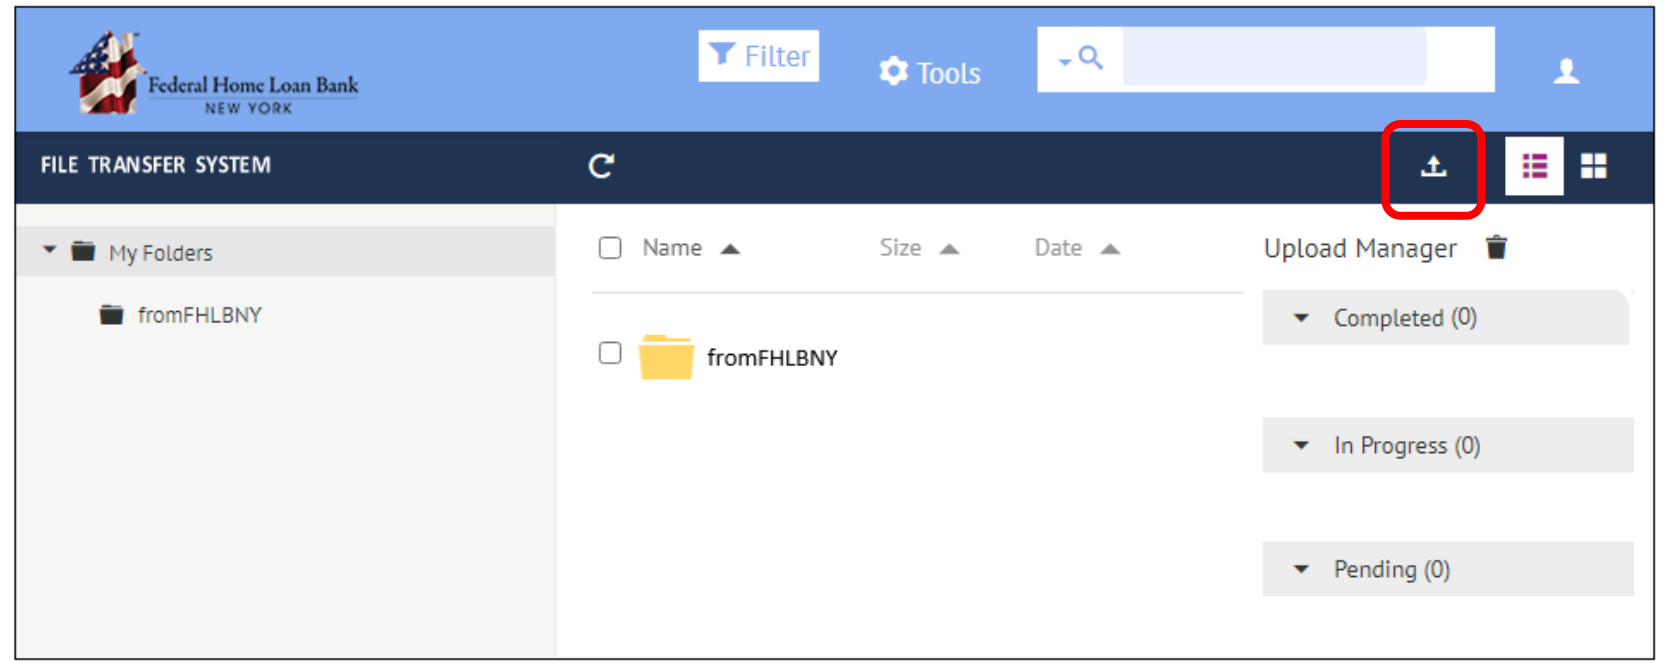 Federal Home Loan Bank
NEW YORK
Filter
Tools
FILE TRANSFER SYSTEM
My Folders
fromFHLBNY
Name
Size
Date
fromFHLBNY
Upload Manager
Completed (0)
In Progress (0)
Pending (0)